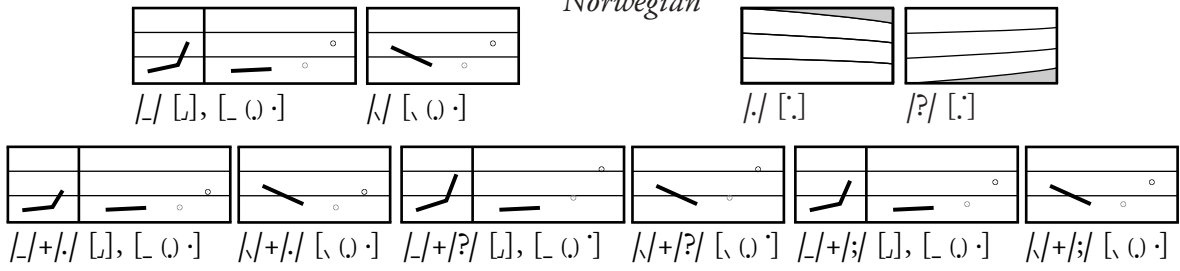 Norwegian
/_/ [⸥], [_ (.) ·] /ˎ/ [ˎ (.) ·] /./ [⡁] /?/ [⡁]
/_/+/./ [⸥], [_ (.) ·] /ˎ/+/./ [ˎ (.) ·] /_/+/?/ [⸥], [_ (.) ˙] /ˎ/+/?/ [ˎ (.) ˙] /_/+/;/ [⸥], [_ (.) ·] /ˎ/+/;/ [ˎ (.) ·]